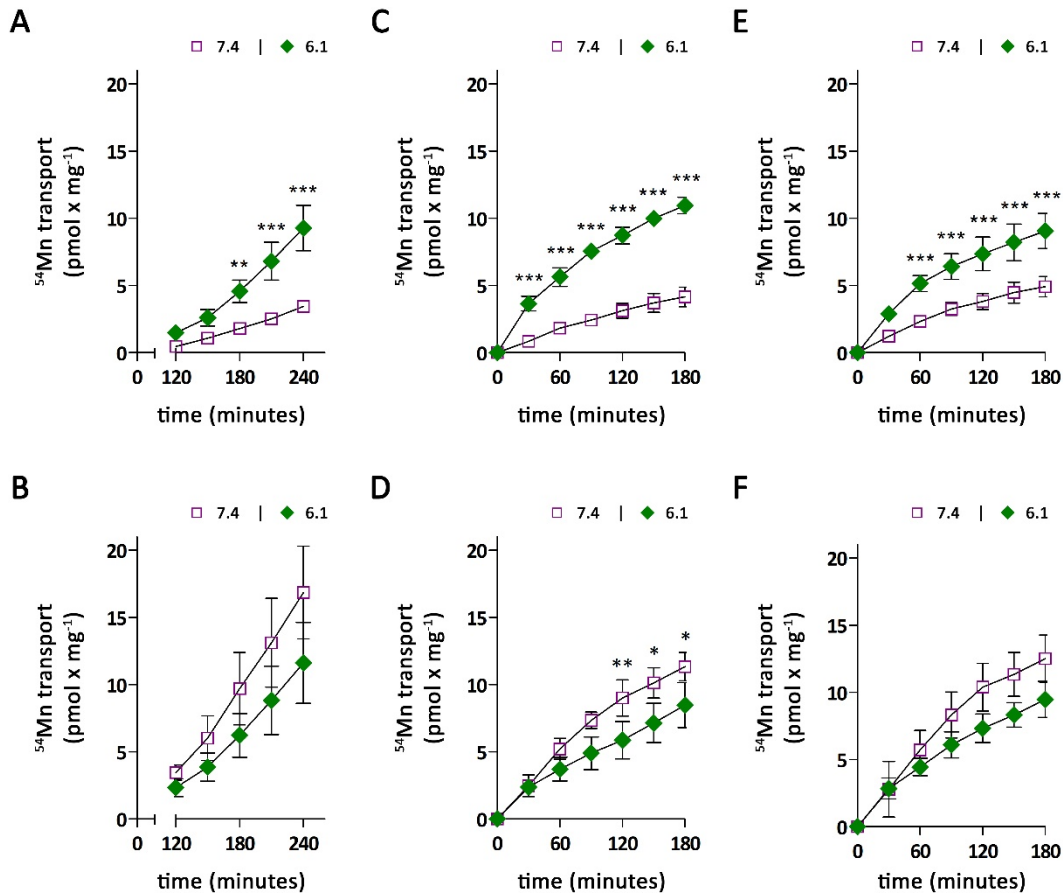 A
7.4 | 6.1
⁵⁴Mn transport
(pmol x mg⁻¹)
20
15
10
5
0
**
***
***
0 120 180 240
time (minutes)
C
7.4 | 6.1
⁵⁴Mn transport
(pmol x mg⁻¹)
20
15
10
5
0
***
***
***
***
***
***
0 60 120 180
time (minutes)
E
7.4 | 6.1
⁵⁴Mn transport
(pmol x mg⁻¹)
20
15
10
5
0
***
***
***
***
***
0 60 120 180
time (minutes)
B
7.4 | 6.1
⁵⁴Mn transport
(pmol x mg⁻¹)
20
15
10
5
0
0 120 180 240
time (minutes)
D
7.4 | 6.1
⁵⁴Mn transport
(pmol x mg⁻¹)
20
15
10
5
0
**
*
*
0 60 120 180
time (minutes)
F
7.4 | 6.1
⁵⁴Mn transport
(pmol x mg⁻¹)
20
15
10
5
0
0 60 120 180
time (minutes)